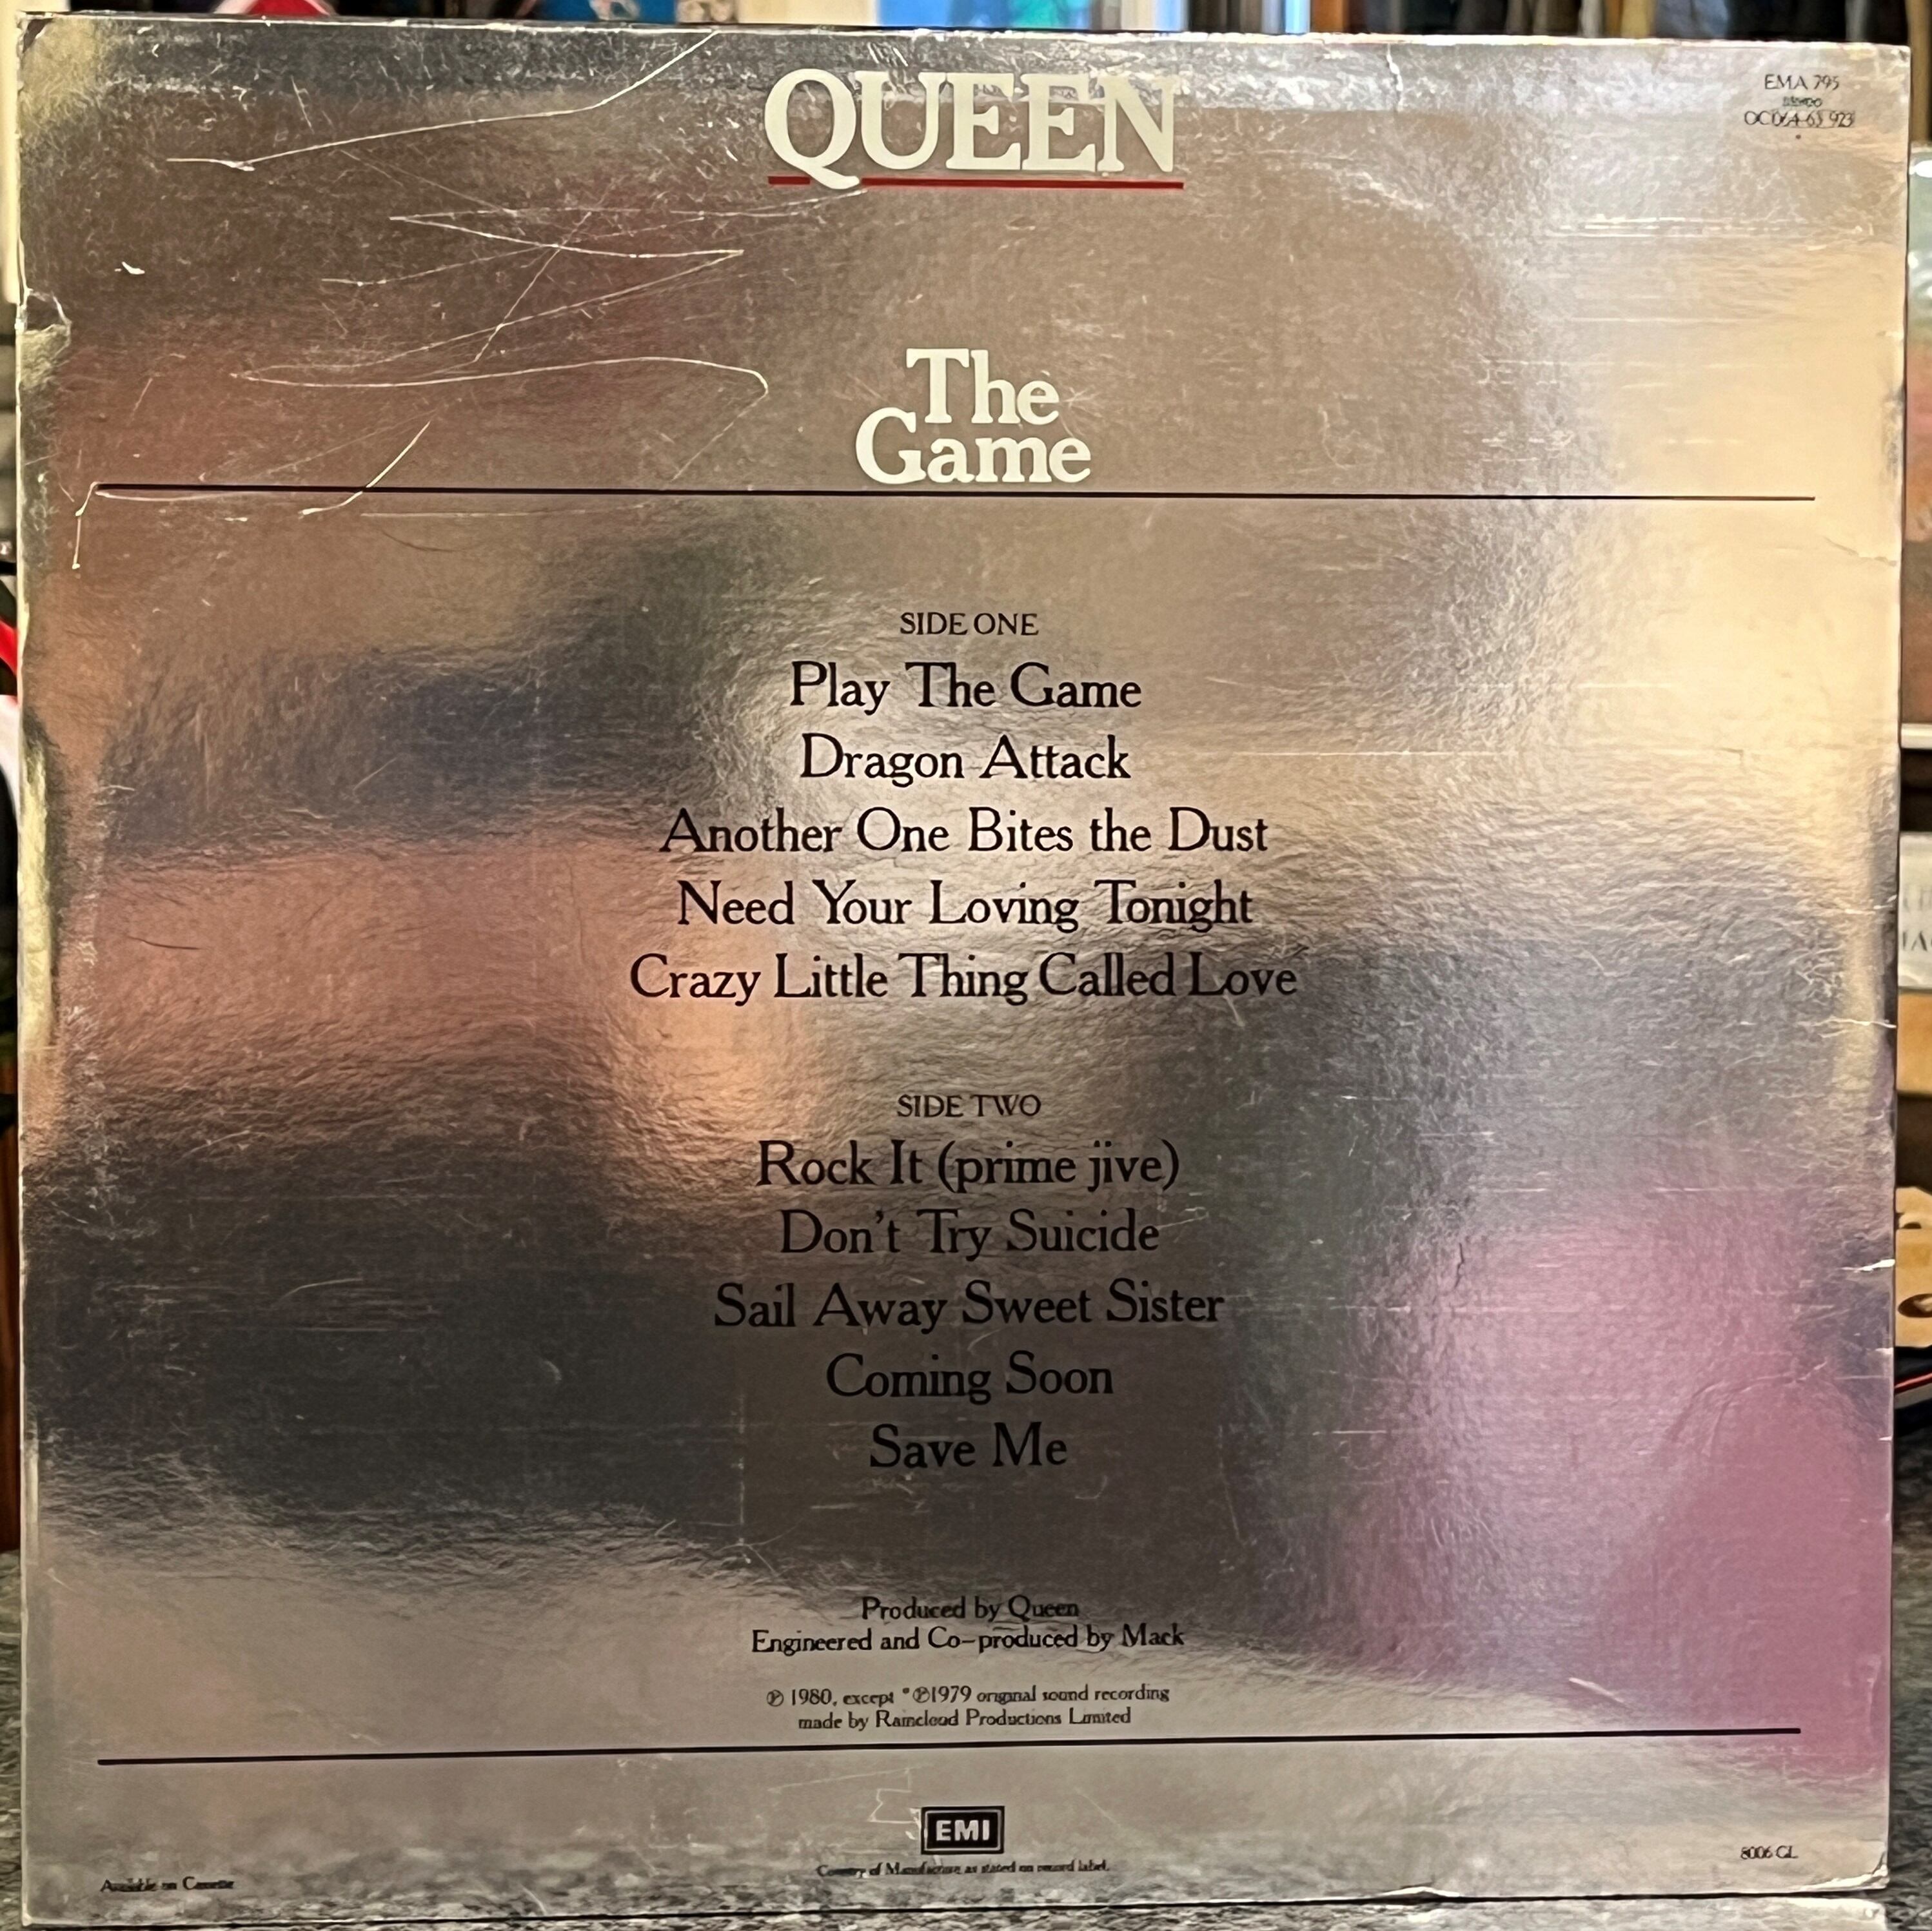 QUEEN
EMA 795
stereo
OC 064-63 923
The
Game
SIDE ONE
Play The Game
Dragon Attack
Another One Bites the Dust
Need Your Loving Tonight
Crazy Little Thing Called Love
SIDE TWO
Rock It (prime jive)
Don't Try Suicide
Sail Away Sweet Sister
Coming Soon
Save Me
Produced by Queen
Engineered and Co-produced by Mack
℗ 1980, except *℗1979 original sound recording
made by Raincloud Productions Limited
EMI
Country of Manufacture as stated on record label.
8006 GL
Available on Cassette